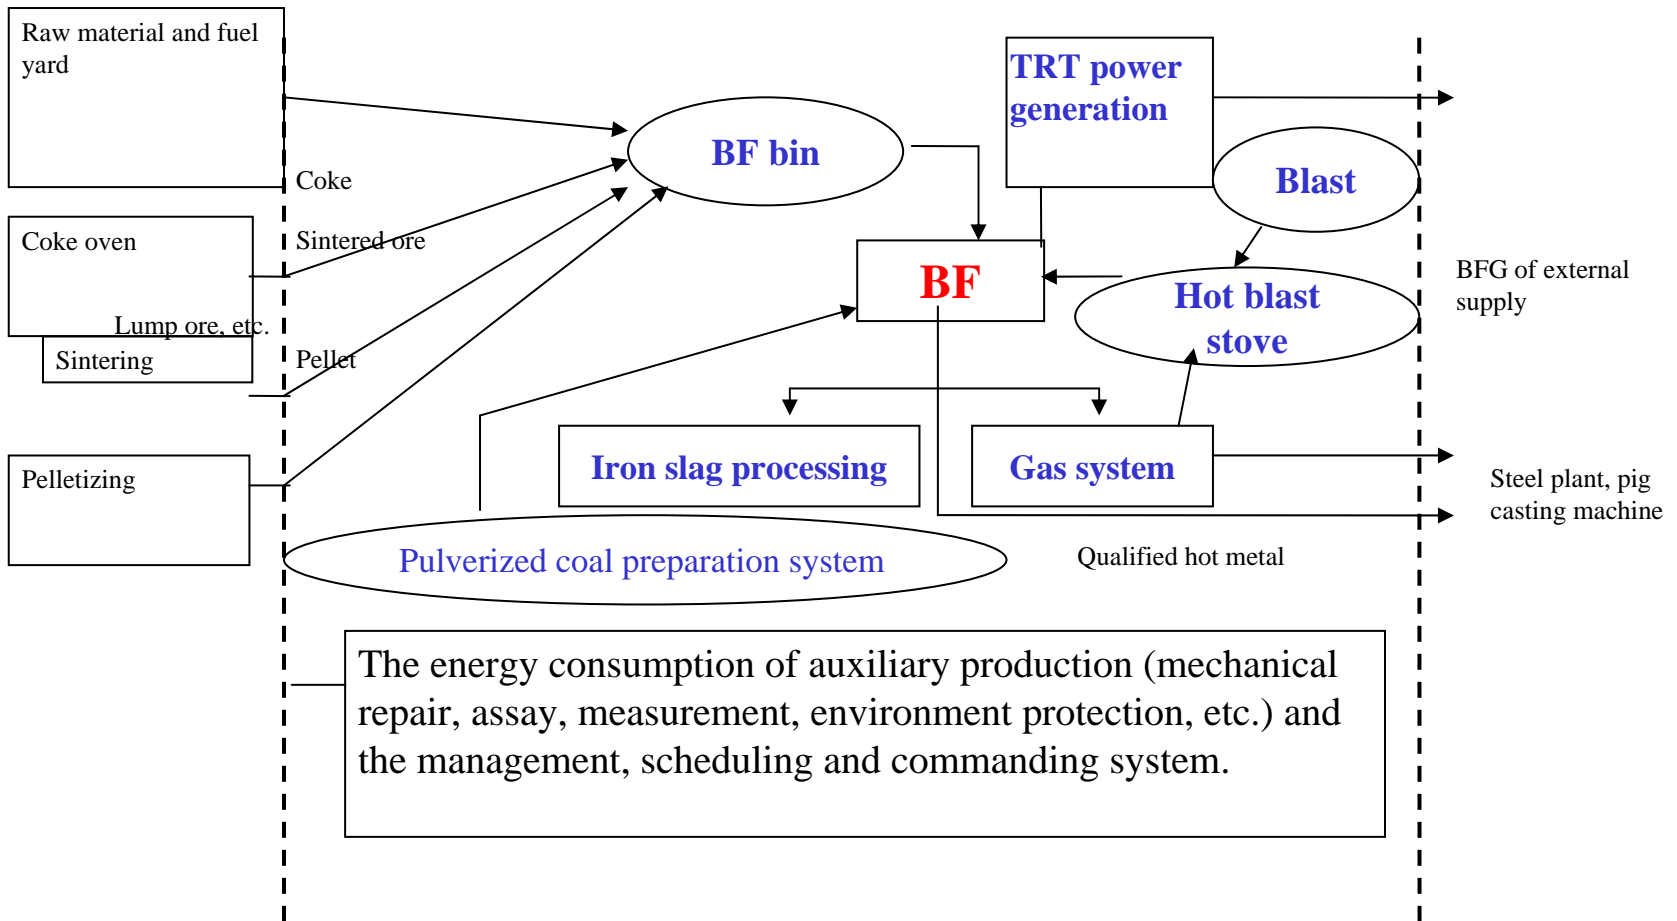 Raw material and fuel
yard
TRT power
generation
BF bin
Blast
Coke
Coke oven
Sintered ore
BF
Hot blast
stove
BFG of external
supply
Lump ore, etc.
Sintering
Pellet
Pelletizing
Iron slag processing
Gas system
Steel plant, pig
casting machine
Pulverized coal preparation system
Qualified hot metal
The energy consumption of auxiliary production (mechanical
repair, assay, measurement, environment protection, etc.) and
the management, scheduling and commanding system.